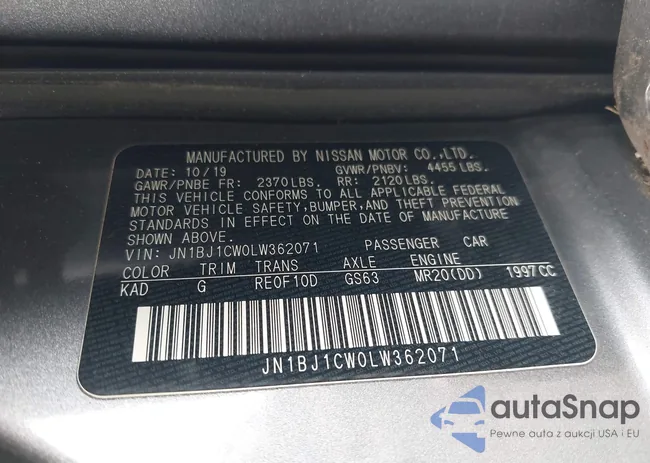 MANUFACTURED BY NISSAN MOTOR CO.,LTD.
DATE: 10/19 GVWR/PNBV: 4455 LBS.
GAWR/PNBE FR: 2370LBS. RR: 2120LBS.
THIS VEHICLE CONFORMS TO ALL APPLICABLE FEDERAL
MOTOR VEHICLE SAFETY,BUMPER,AND THEFT PREVENTION
STANDARDS IN EFFECT ON THE DATE OF MANUFACTURE
SHOWN ABOVE.
VIN: JN1BJ1CW0LW362071 PASSENGER CAR
COLOR TRIM TRANS AXLE ENGINE
KAD G RE0F10D GS63 MR20(DD) 1997CC
JN1BJ1CW0LW362071
autaSnap
Pewne auta z aukcji USA i EU